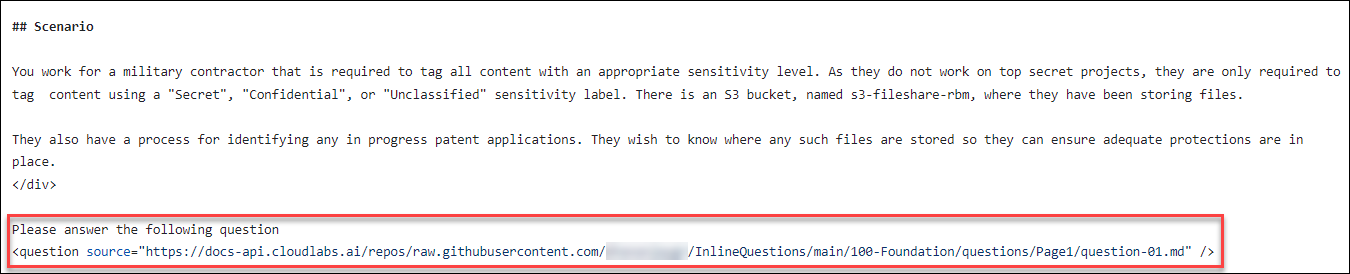 ## Scenario
You work for a military contractor that is required to tag all content with an appropriate sensitivity level. As they do not work on top secret projects, they are only required to
tag  content using a "Secret", "Confidential", or "Unclassified" sensitivity label. There is an S3 bucket, named s3-fileshare-rbm, where they have been storing files.
They also have a process for identifying any in progress patent applications. They wish to know where any such files are stored so they can ensure adequate protections are in
place.
</div>
Please answer the following question
<question source="https://docs-api.cloudlabs.ai/repos/raw.githubusercontent.com/ /InlineQuestions/main/100-Foundation/questions/Page1/question-01.md" />